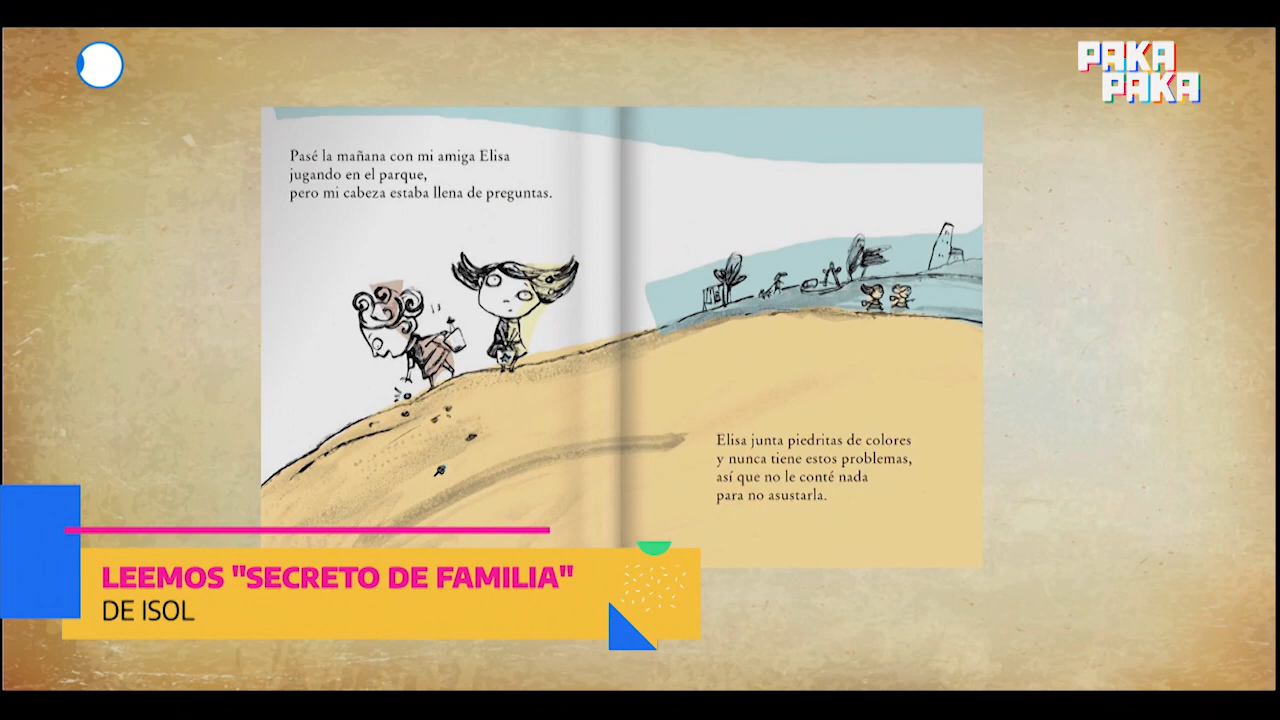 PAKA
PAKA
Pasé la mañana con mi amiga Elisa
jugando en el parque,
pero mi cabeza estaba llena de preguntas.
Elisa junta piedritas de colores
y nunca tiene estos problemas,
así que no le conté nada
para no asustarla.
LEEMOS "SECRETO DE FAMILIA"
DE ISOL